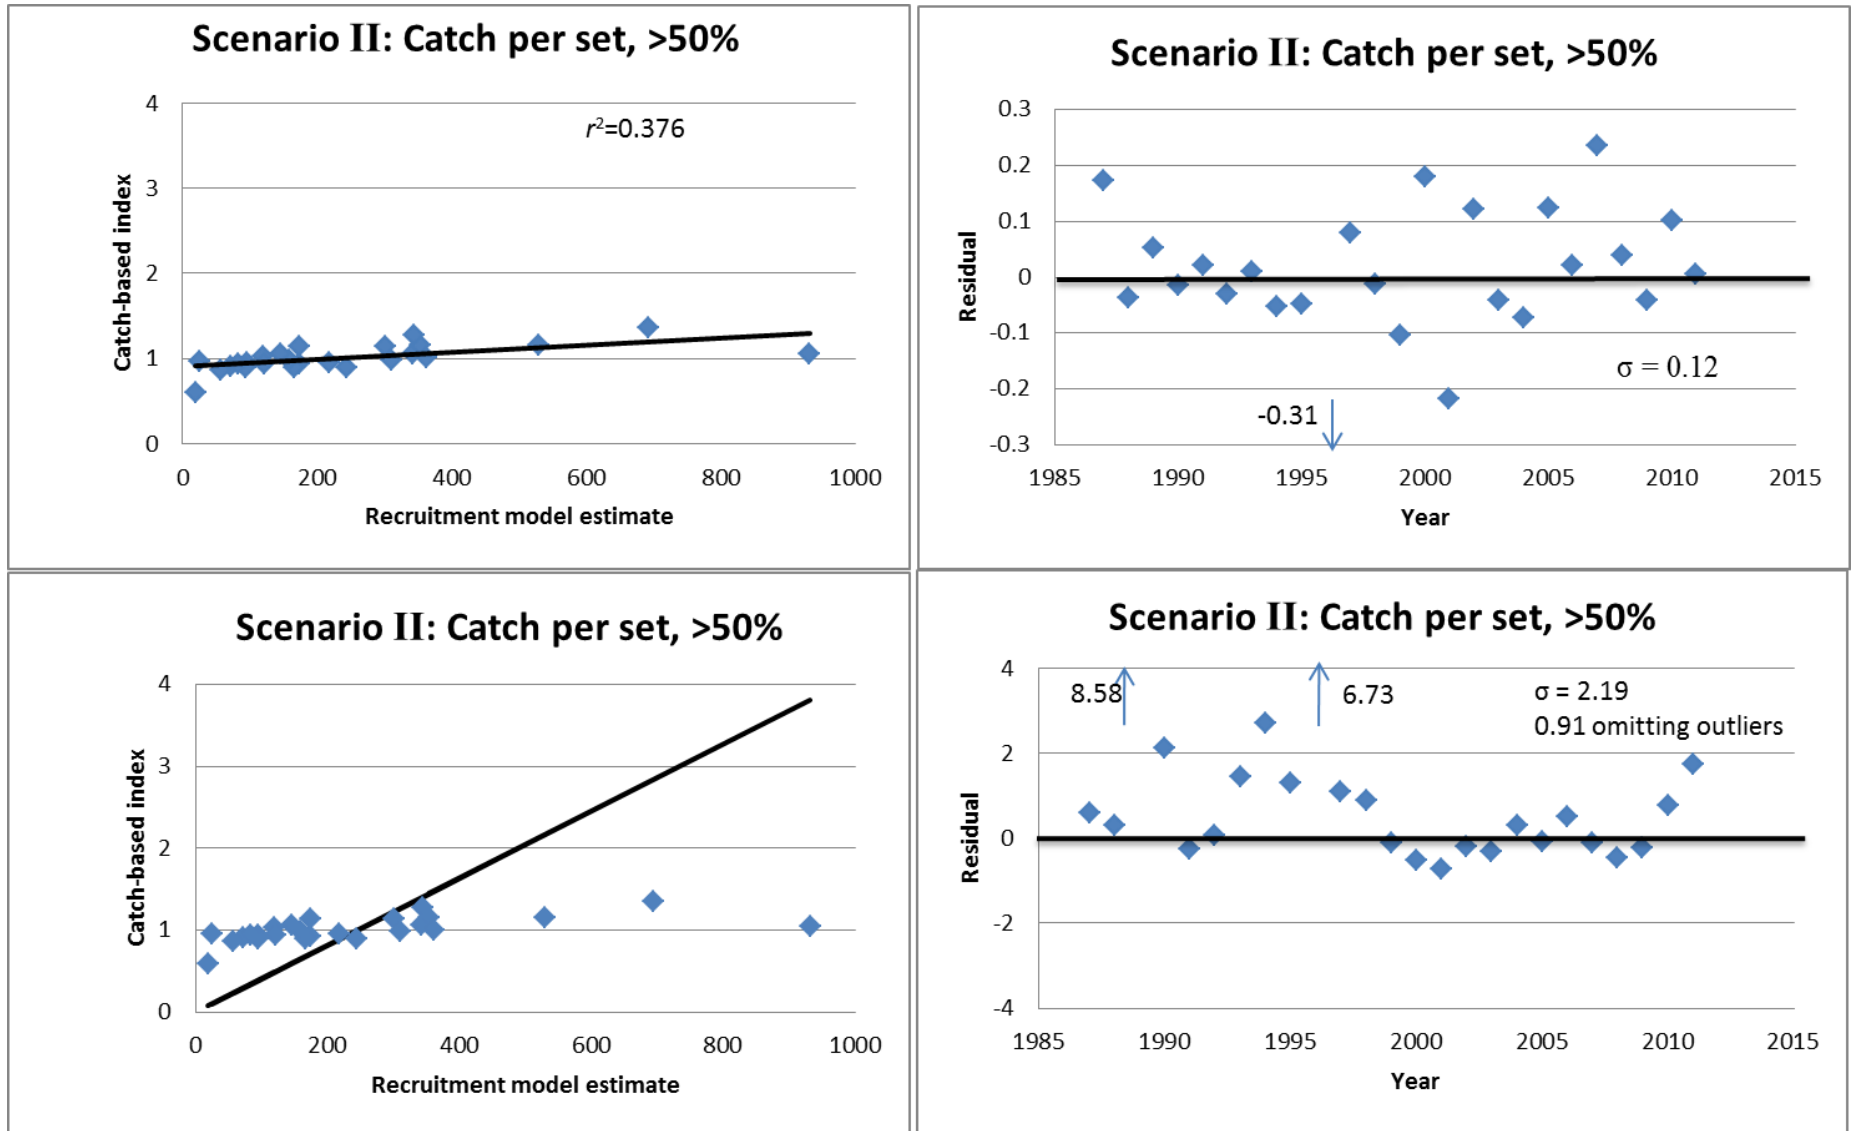 Scenario II: Catch per set, >50%
r²=0.376
Catch-based index
4
3
2
1
0
0 200 400 600 800 1000
Recruitment model estimate
Scenario II: Catch per set, >50%
Residual
0.3
0.2
0.1
0
-0.1
-0.2
-0.3
σ = 0.12
-0.31
1985 1990 1995 2000 2005 2010 2015
Year
Scenario II: Catch per set, >50%
Catch-based index
4
3
2
1
0
0 200 400 600 800 1000
Recruitment model estimate
Scenario II: Catch per set, >50%
Residual
4
2
0
-2
-4
8.58
6.73
σ = 2.19
0.91 omitting outliers
1985 1990 1995 2000 2005 2010 2015
Year